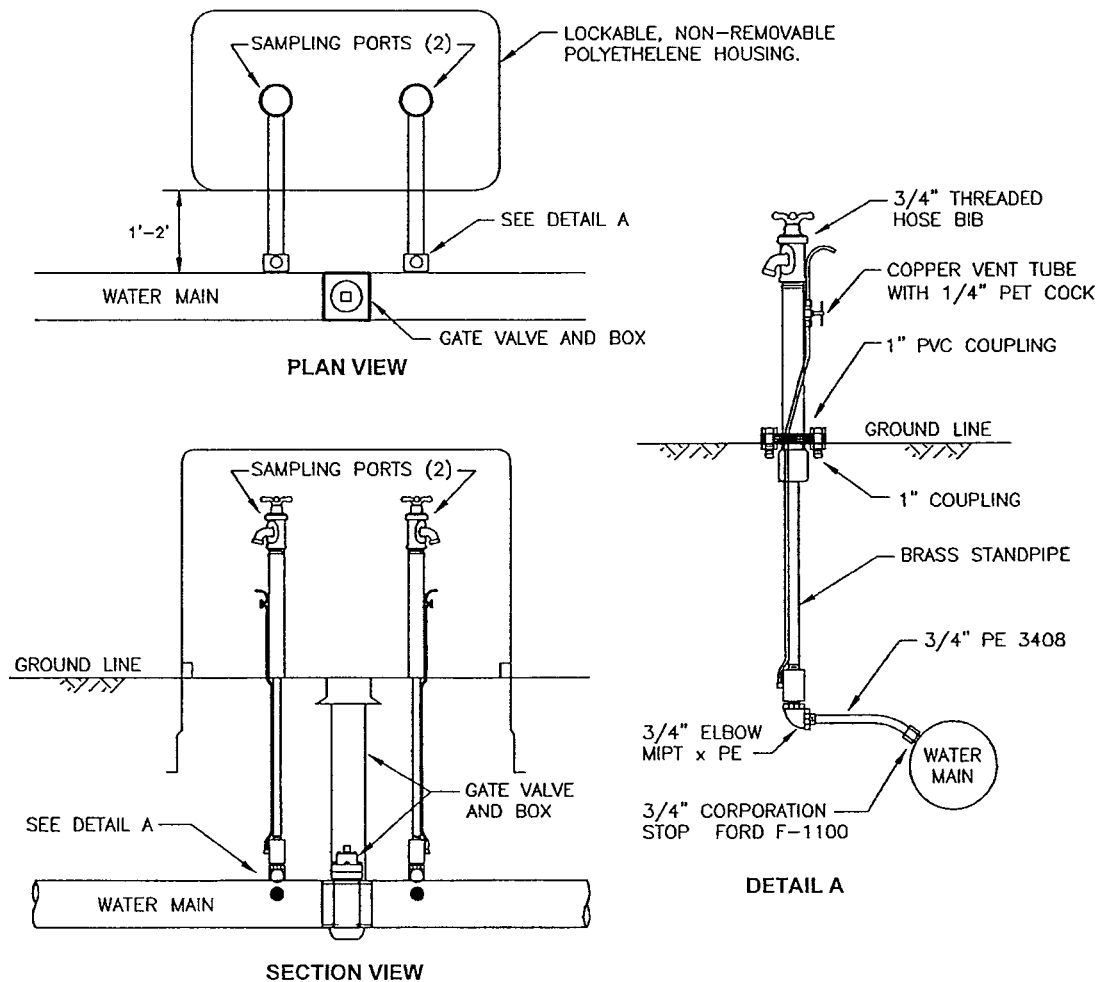 SAMPLING PORTS (2)
LOCKABLE, NON-REMOVABLE
POLYETHELENE HOUSING.
1'-2'
SEE DETAIL A
WATER MAIN
GATE VALVE AND BOX
PLAN VIEW
SAMPLING PORTS (2)
GROUND LINE
GATE VALVE
AND BOX
SEE DETAIL A
WATER MAIN
SECTION VIEW
3/4" THREADED
HOSE BIB
COPPER VENT TUBE
WITH 1/4" PET COCK
1" PVC COUPLING
GROUND LINE
1" COUPLING
BRASS STANDPIPE
3/4" PE 3408
3/4" ELBOW
MIPT x PE
WATER
MAIN
3/4" CORPORATION
STOP FORD F-1100
DETAIL A